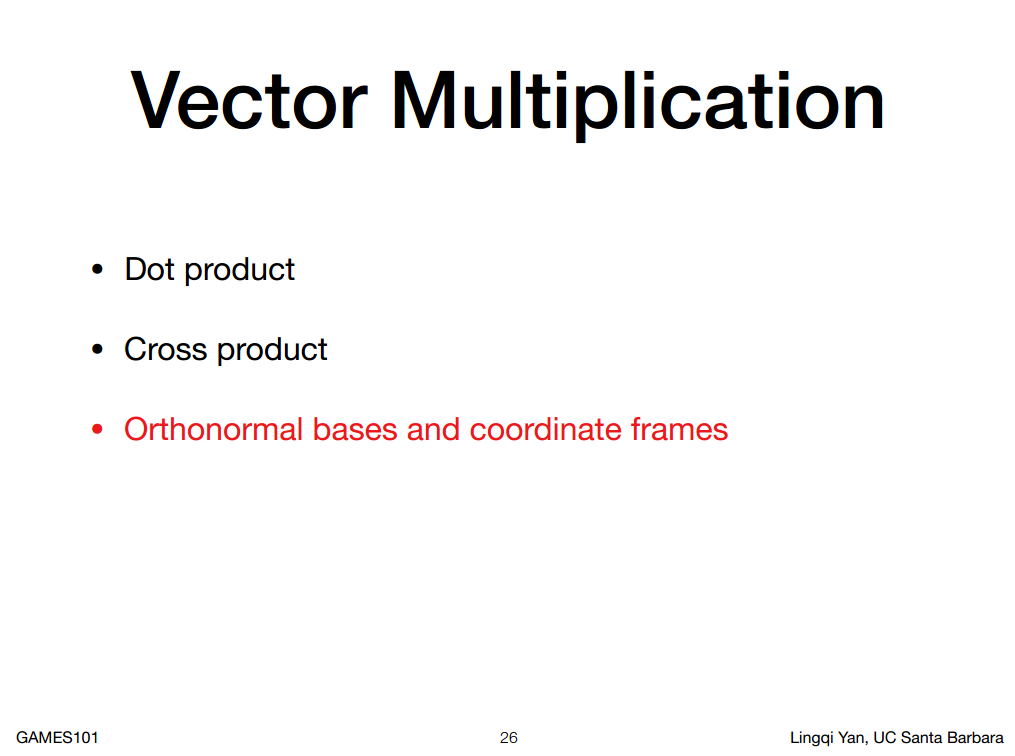 Vector Multiplication
• Dot product
• Cross product
• Orthonormal bases and coordinate frames
GAMES101 26 Lingqi Yan, UC Santa Barbara